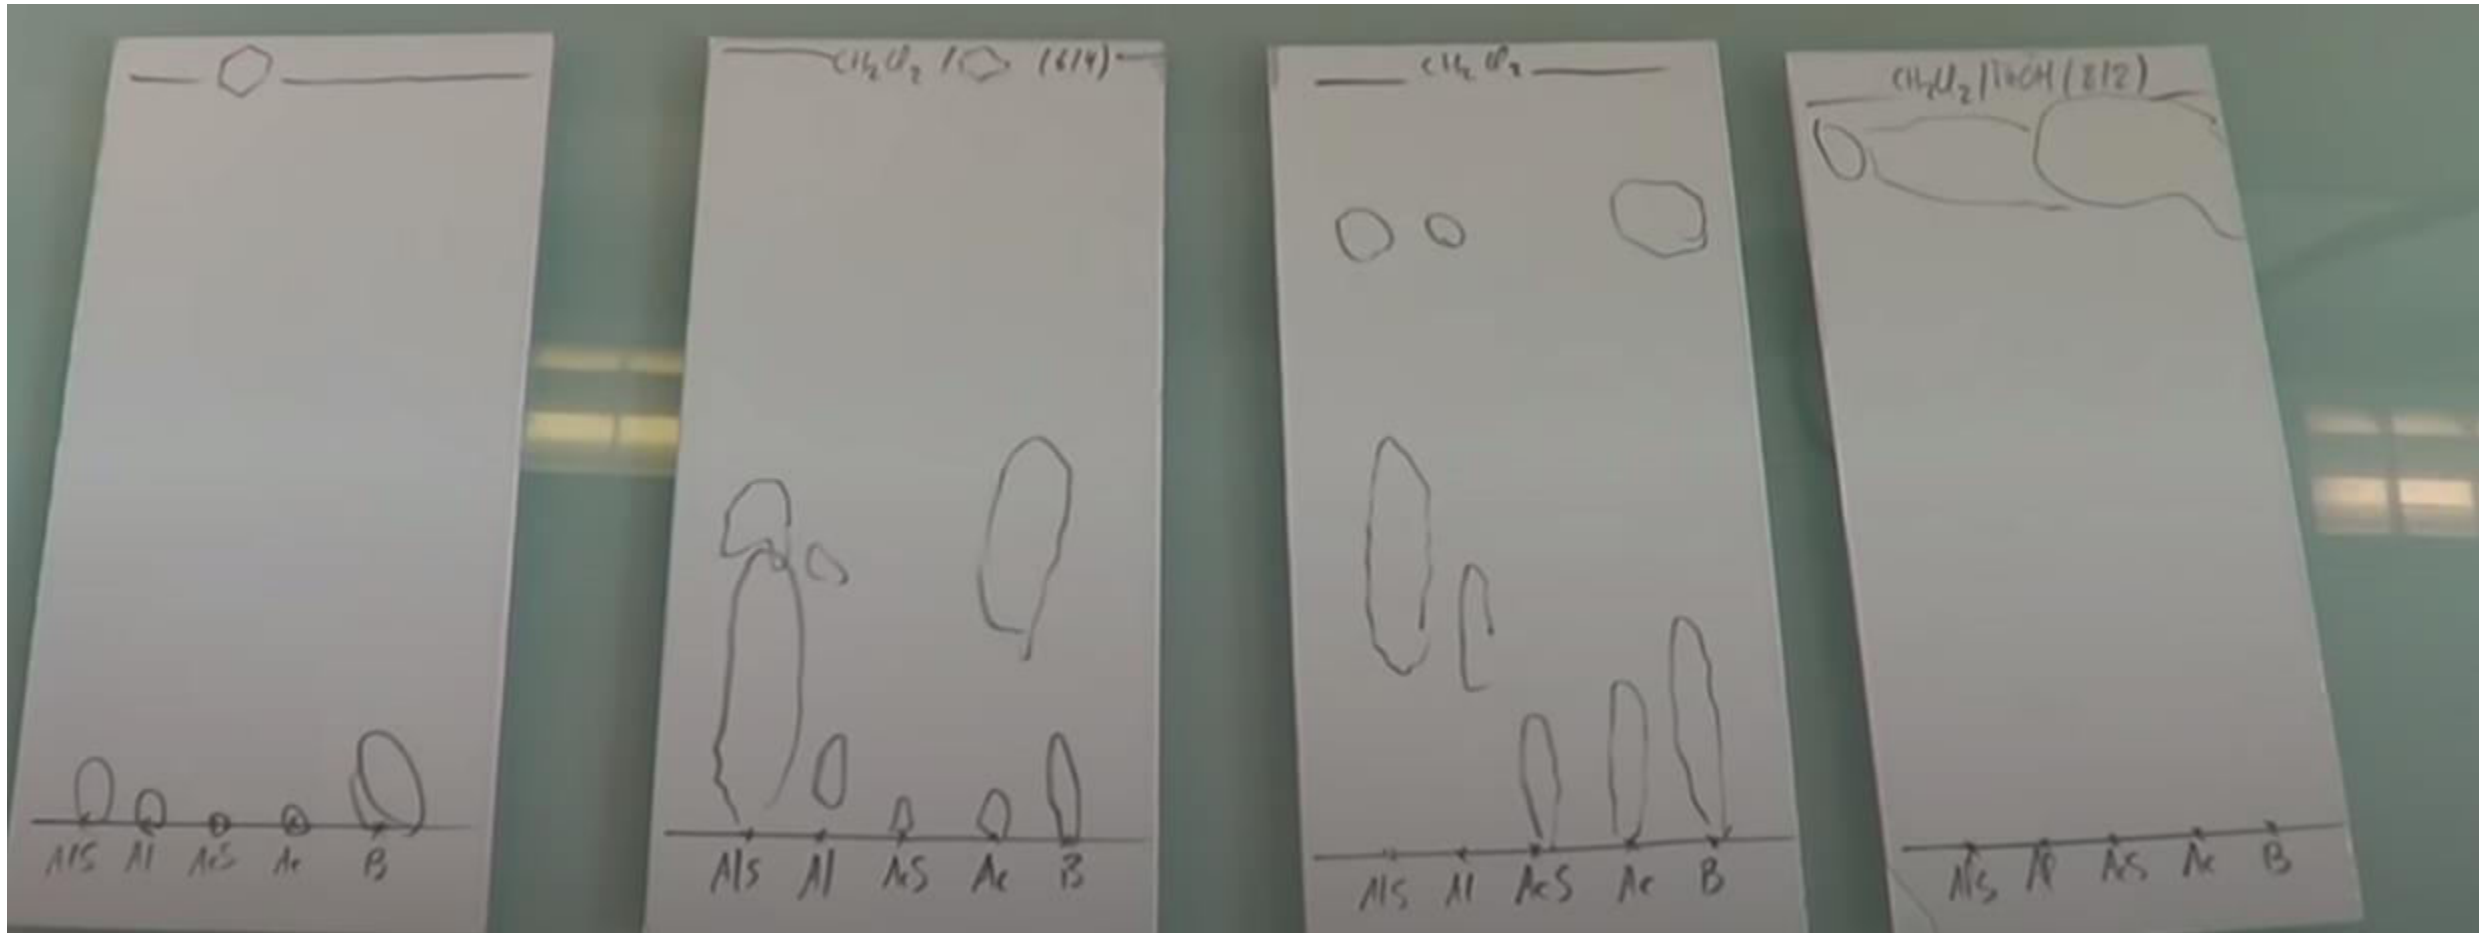 CH₂Cl₂ / (6/4)
CH₂Cl₂
CH₂Cl₂ / (8/2)
AlS Al AcS Ac B
AlS Al AcS Ac B
AlS Al AcS Ac B
AlS Al AcS Ac B